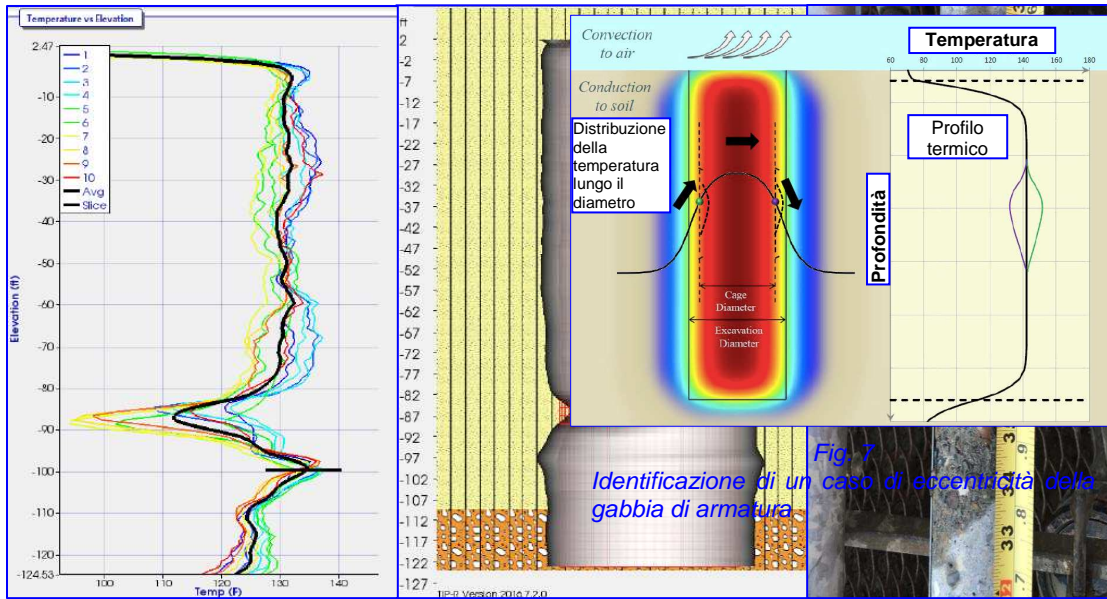 Temperature vs Elevation
2.47
-10
-20
-30
-40
-50
-60
-70
-80
-90
-100
-110
-120
-124.53
Elevation (ft)
1
2
3
4
5
6
7
8
9
10
Avg
Slice
100
110
120
130
140
Temp (F)
ft
2
-2
-7
-12
-17
-22
-27
-32
-37
-42
-47
-52
-57
-62
-67
-72
-77
-82
-87
-92
-97
-102
-107
-112
-117
-122
-127
TIP-R Version 2016.7.2.0
Convection
to air
Conduction
to soil
Distribuzione
della
temperatura
lungo il
diametro
Cage
Diameter
Excavation
Diameter
Temperatura
60
80
100
120
140
160
180
Profilo
termico
Profondità
Fig. 7
Identificazione di un caso di eccentricità della
gabbia di armatura
.9
.8
33
.7